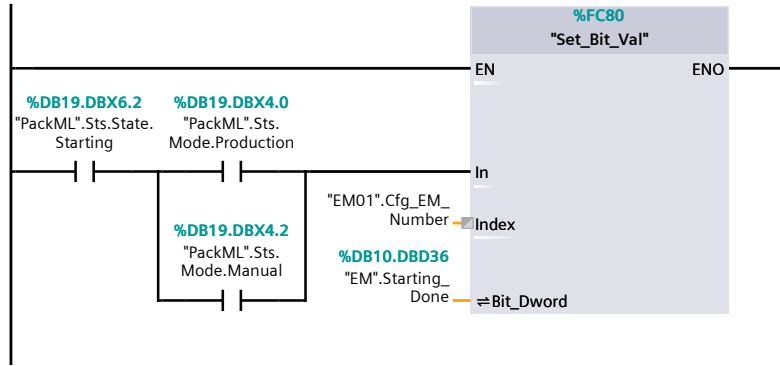 %FC80
"Set_Bit_Val"
EN
ENO
%DB19.DBX6.2
"PackML".Sts.State.
Starting
%DB19.DBX4.0
"PackML".Sts.
Mode.Production
In
"EM01".Cfg_EM_
Number
Index
%DB19.DBX4.2
"PackML".Sts.
Mode.Manual
%DB10.DBD36
"EM".Starting_
Done
⇌Bit_Dword